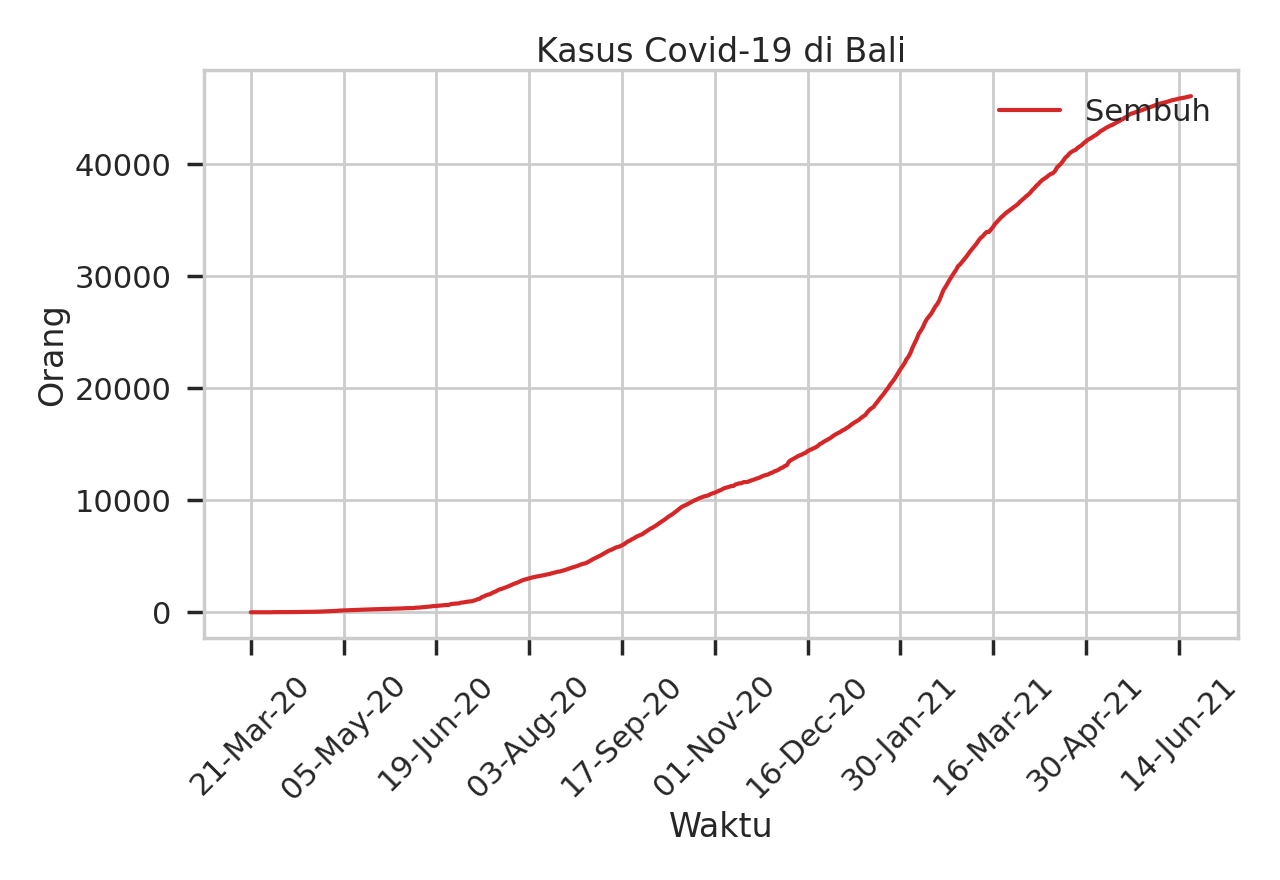 Kasus Covid-19 di Bali
Sembuh
Orang
40000
30000
20000
10000
0
21-Mar-20
05-May-20
19-Jun-20
03-Aug-20
17-Sep-20
01-Nov-20
16-Dec-20
30-Jan-21
16-Mar-21
30-Apr-21
14-Jun-21
Waktu